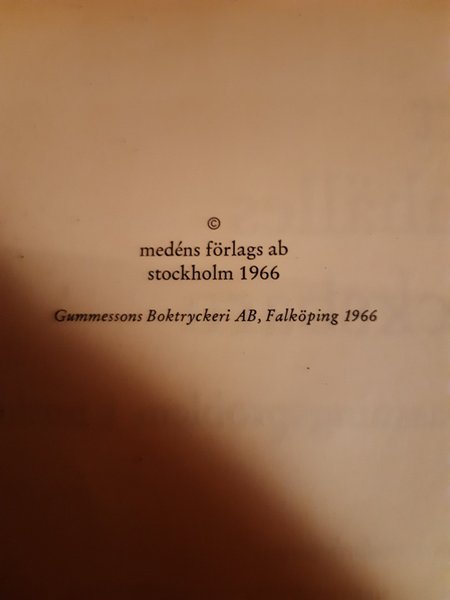 ©
medéns förlags ab
stockholm 1966
Gummessons Boktryckeri AB, Falköping 1966